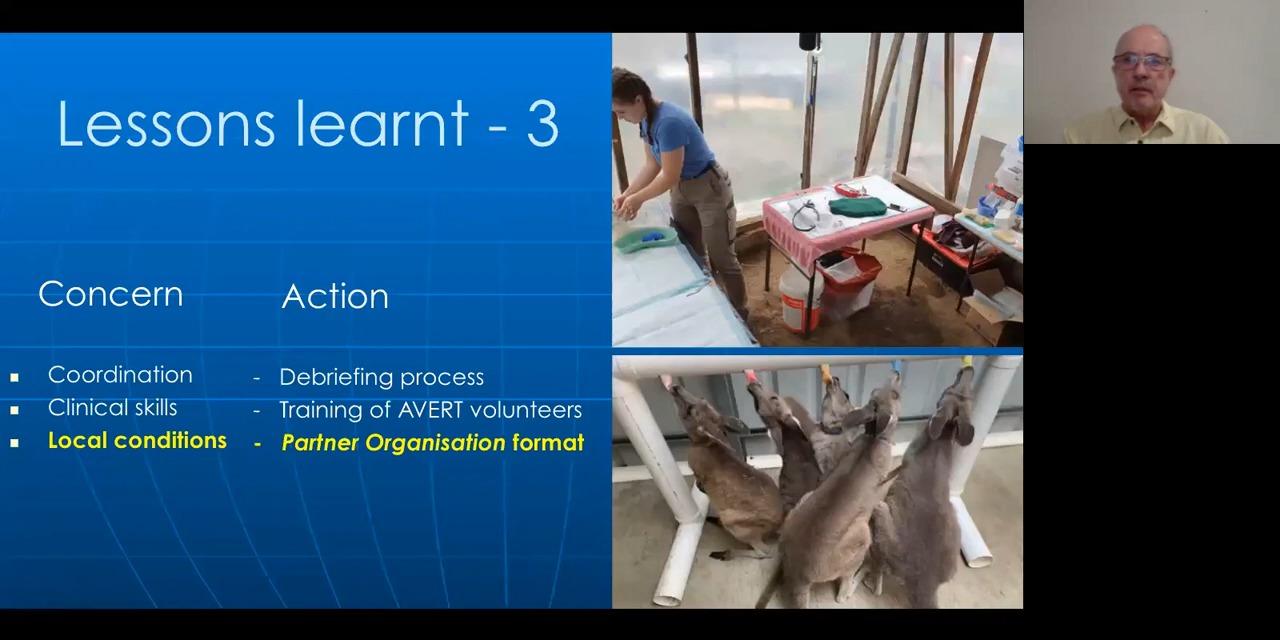 Lessons learnt - 3
Concern Action
▪ Coordination - Debriefing process
▪ Clinical skills - Training of AVERT volunteers
▪ Local conditions - Partner Organisation format